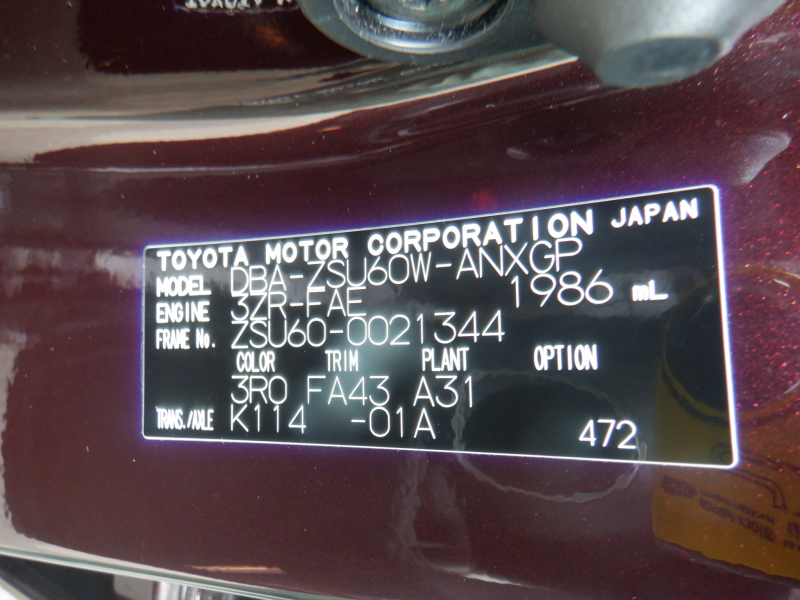 TOYOTA MOTOR CORPORATION JAPAN
MODEL DBA-ZSU60W-ANXGP
ENGINE 3ZR-FAE 1986 mL
FRAME No. ZSU60-0021344
COLOR TRIM PLANT OPTION
3R0 FA43 A31
TRANS./AXLE K114 -01A
472